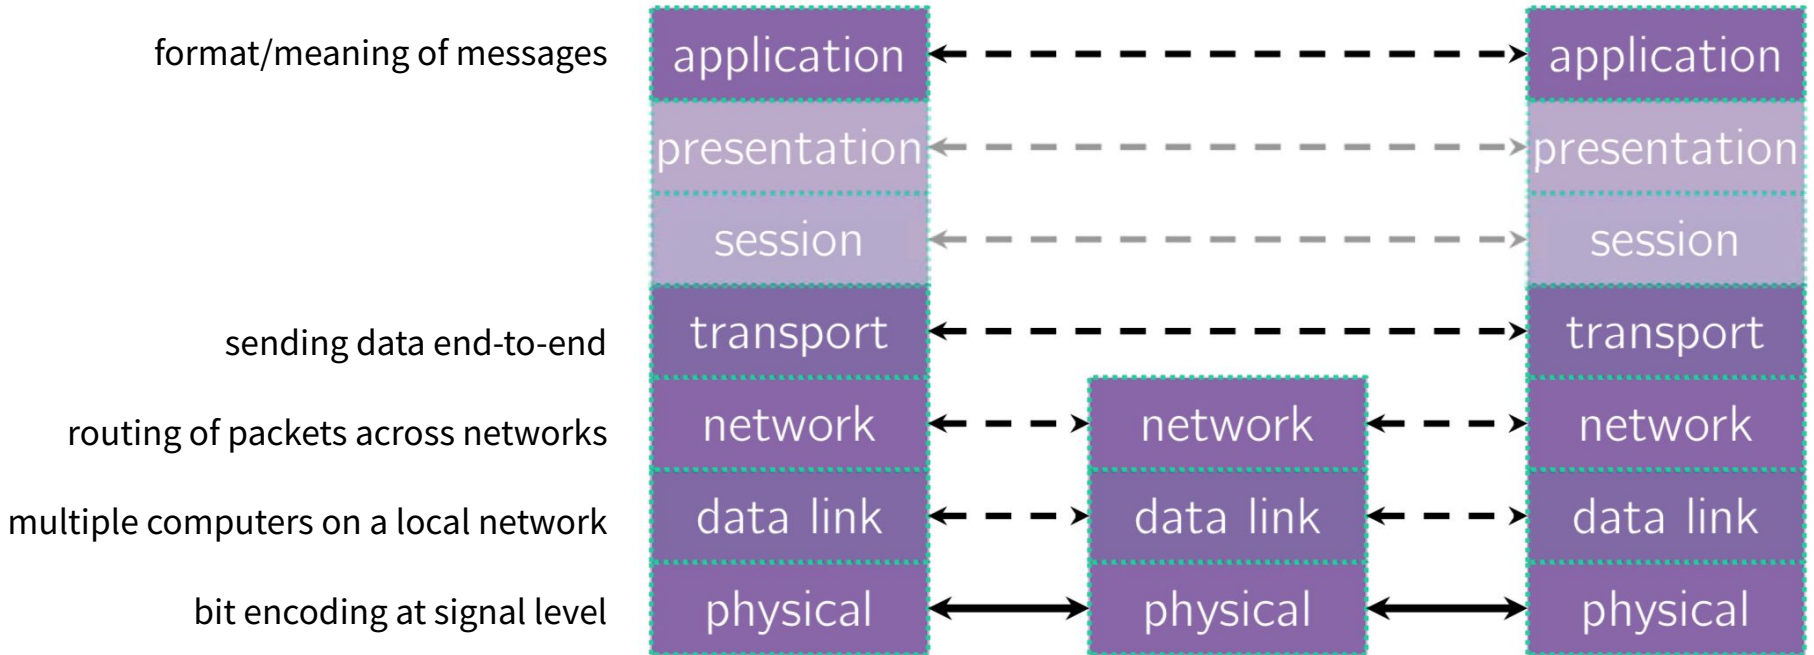 format/meaning of messages application application
presentation presentation
session session
sending data end-to-end transport transport
routing of packets across networks network network network
multiple computers on a local network data link data link data link
bit encoding at signal level physical physical physical